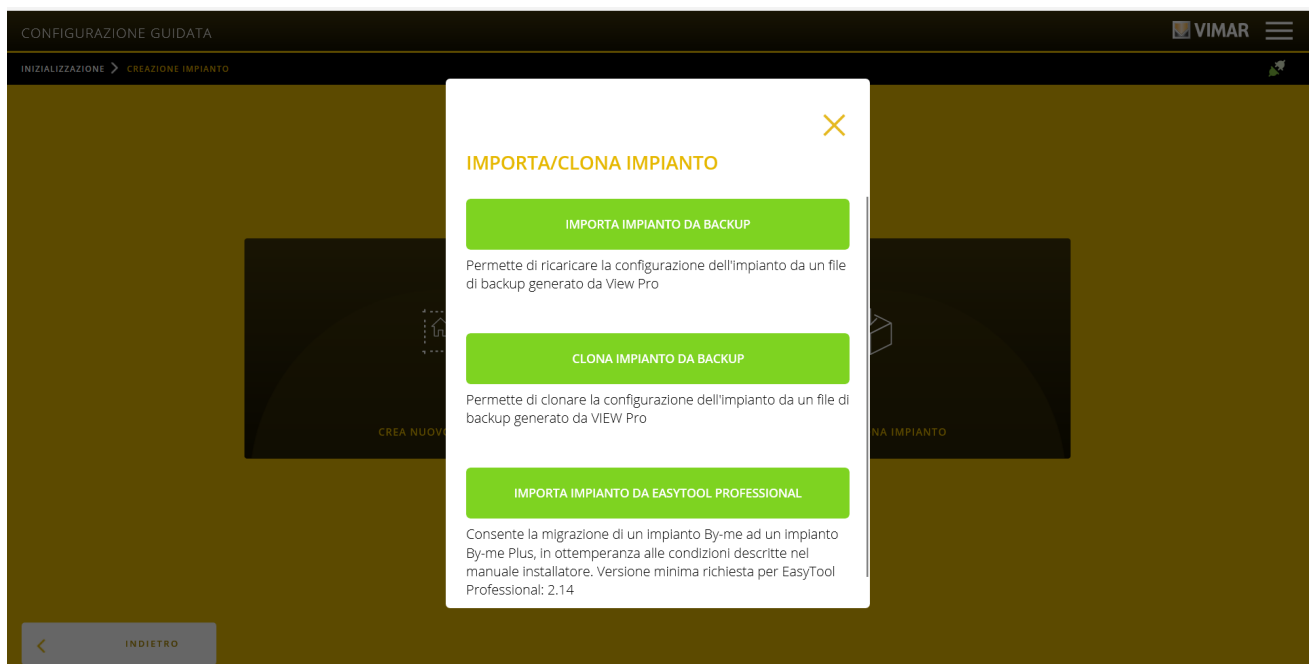 CONFIGURAZIONE GUIDATA
VIMAR
INIZIALIZZAZIONE
CREAZIONE IMPIANTO
IMPORTA/CLONA IMPIANTO
IMPORTA IMPIANTO DA BACKUP
Permette di ricaricare la configurazione dell'impianto da un file
di backup generato da View Pro
CLONA IMPIANTO DA BACKUP
Permette di clonare la configurazione dell'impianto da un file di
backup generato da VIEW Pro
CREA NUOVO
NA IMPIANTO
IMPORTA IMPIANTO DA EASYTOOL PROFESSIONAL
Consente la migrazione di un impianto By-me ad un impianto
By-me Plus, in ottemperanza alle condizioni descritte nel
manuale installatore. Versione minima richiesta per EasyTool
Professional: 2.14
INDIETRO